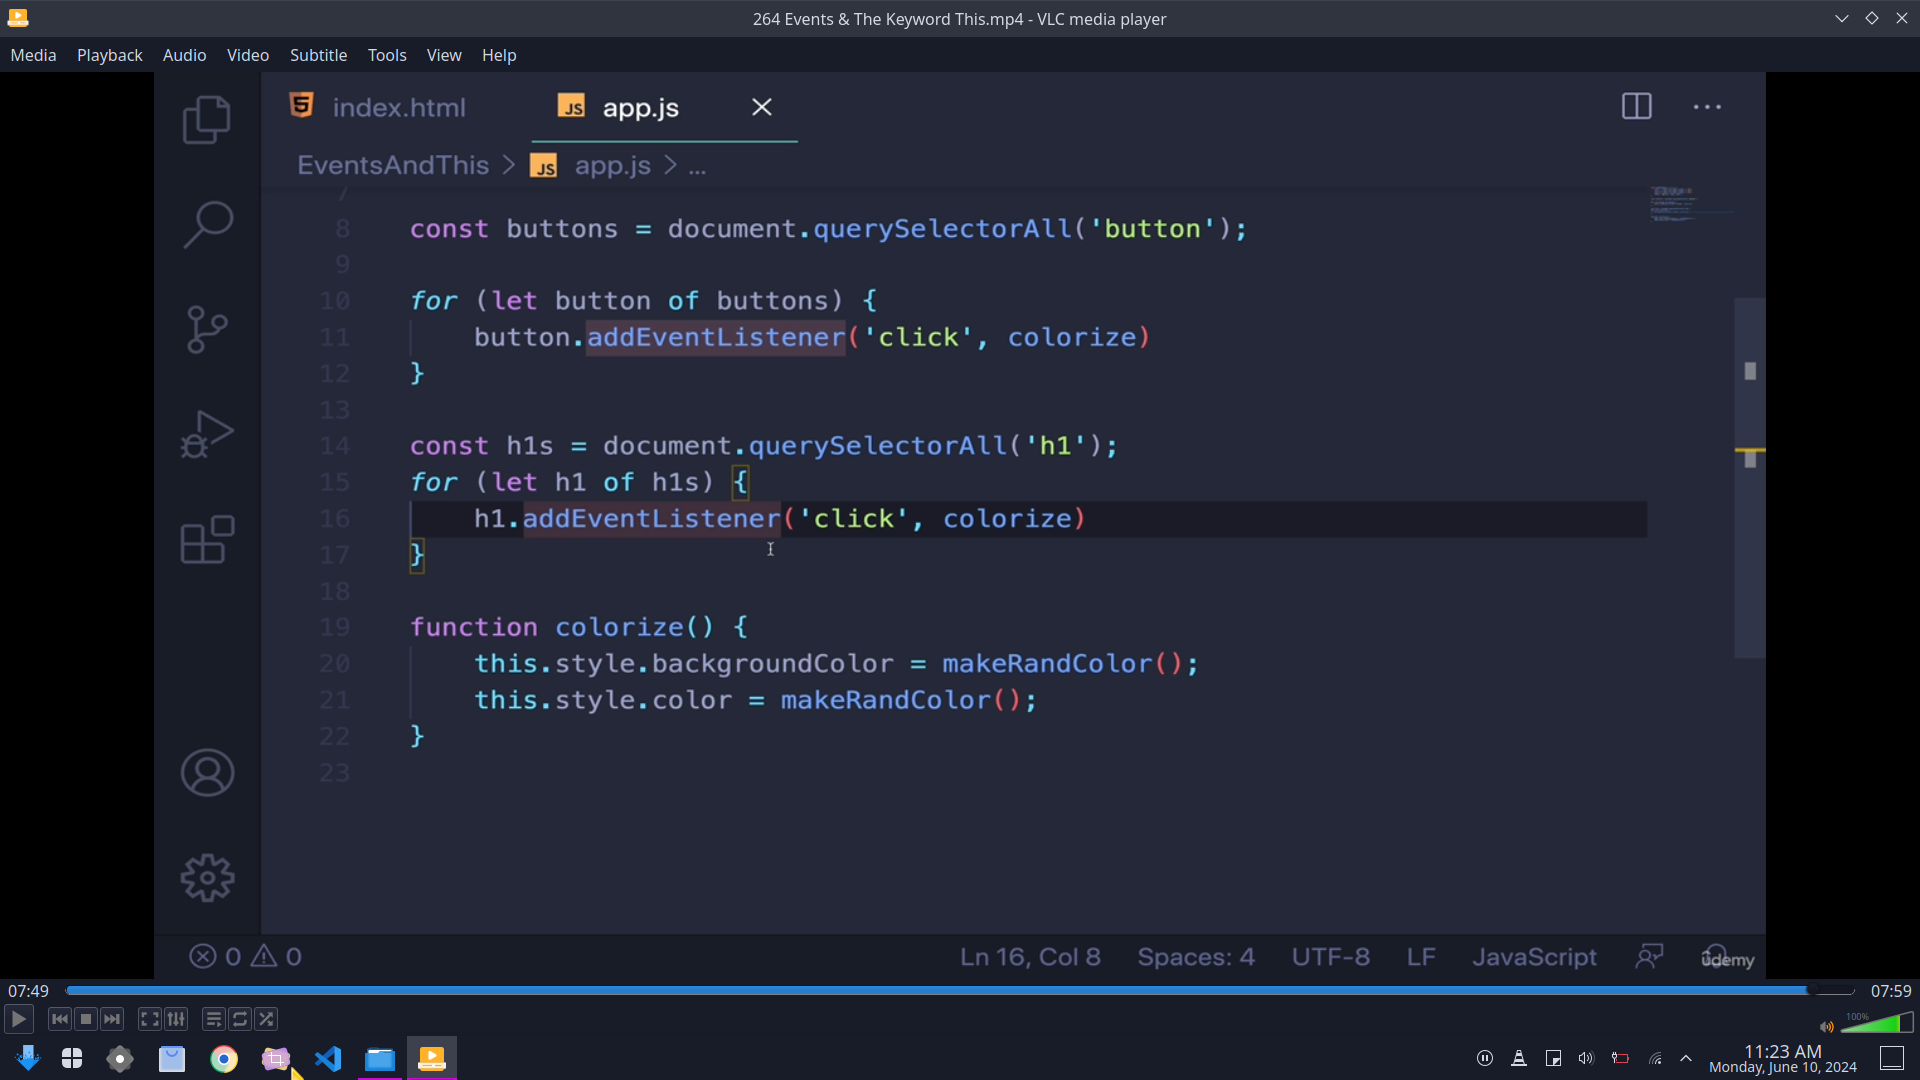 264 Events & The Keyword This.mp4 - VLC media player
Media Playback Audio Video Subtitle Tools View Help
index.html JS app.js
EventsAndThis > JS app.js > ...
7
8 const buttons = document.querySelectorAll('button');
9
10 for (let button of buttons) {
11 button.addEventListener('click', colorize)
12 }
13
14 const h1s = document.querySelectorAll('h1');
15 for (let h1 of h1s) {
16 h1.addEventListener('click', colorize)
17 }
18
19 function colorize() {
20 this.style.backgroundColor = makeRandColor();
21 this.style.color = makeRandColor();
22 }
23
0 0 Ln 16, Col 8 Spaces: 4 UTF-8 LF JavaScript
ûdemy
07:49 07:59
100%
11:23 AM
Monday, June 10, 2024